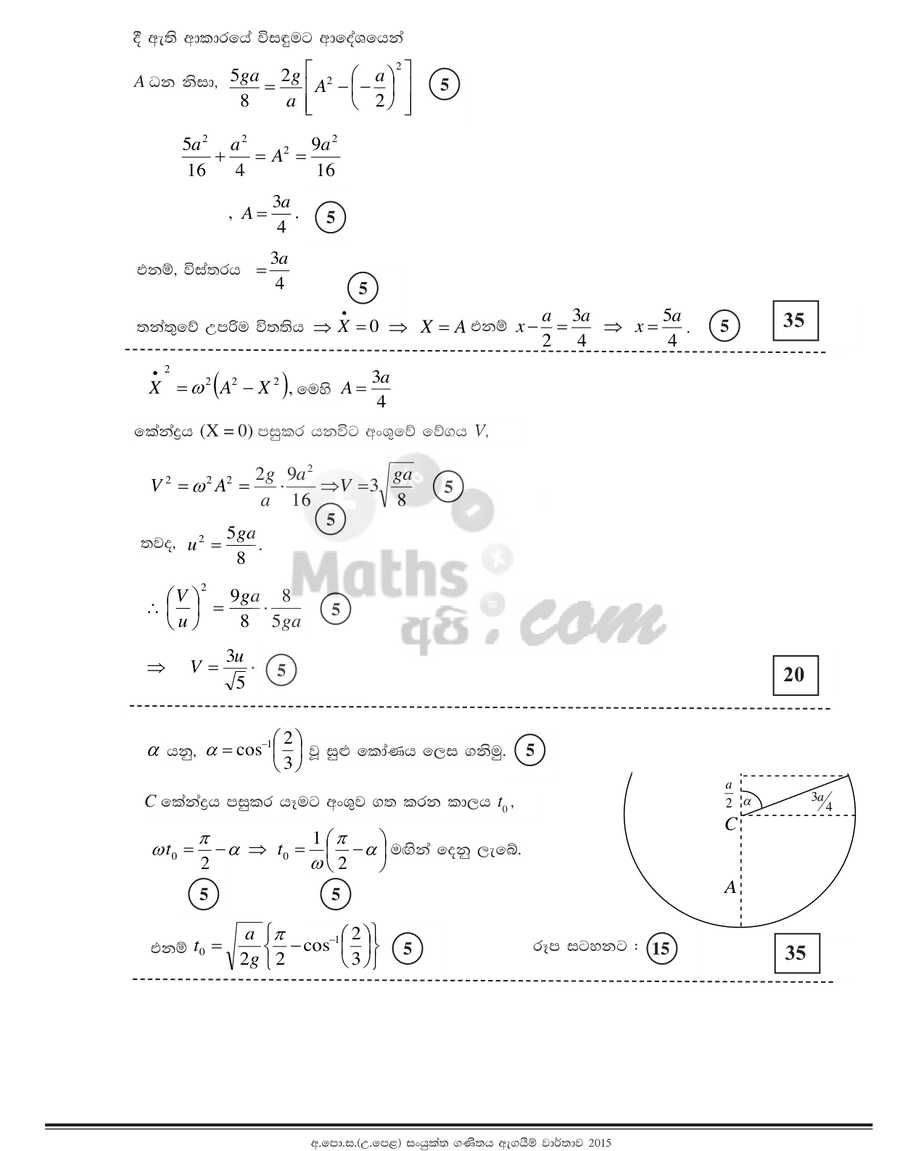 දී ඇති ආකාරයේ විසඳුමට ආදේශයෙන්
A ධන නිසා, 5ga/8 = 2g/a [A² − (−a/2)²] 5
5a²/16 + a²/4 = A² = 9a²/16
, A = 3a/4 . 5
එනම්, විස්තරය = 3a/4
5
තන්තුවේ උපරිම විතතිය ⇒ Ẋ = 0 ⇒ X = A එනම් x − a/2 = 3a/4 ⇒ x = 5a/4 . 5 35
Ẋ² = ω²(A² − X²), මෙහි A = 3a/4
කේන්ද්‍රය (X = 0) පසුකර යනවිට අංශුවේ වේගය V,
V² = ω²A² = 2g/a · 9a²/16 ⇒ V = 3√(ga/8) 5
5
තවද, u² = 5ga/8 .
∴ (V/u)² = 9ga/8 · 8/5ga 5
⇒ V = 3u/√5 . 5 20
Maths
අපි . com
α යනු, α = cos⁻¹(2/3) වූ සුළු කෝණය ලෙස ගනිමු. 5
C කේන්ද්‍රය පසුකර යෑමට අංශුව ගත කරන කාලය t₀,
ωt₀ = π/2 − α ⇒ t₀ = 1/ω (π/2 − α) මඟින් දෙනු ලැබේ.
5 5
a/2 α 3a/4
C
A
එනම් t₀ = √(a/2g) {π/2 − cos⁻¹(2/3)} 5 රූප සටහනට : 15 35
අ.පො.ස.(උ.පෙළ) සංයුක්ත ගණිතය ඇගයීම් වාර්තාව 2015